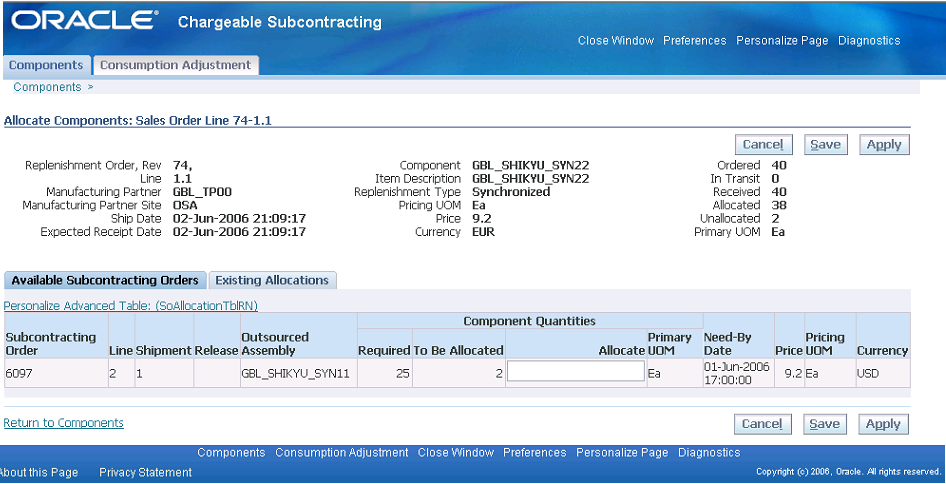 ORACLE® Chargeable Subcontracting
Close Window Preferences Personalize Page Diagnostics
Components Consumption Adjustment
Components >
Allocate Components: Sales Order Line 74-1.1
Cancel Save Apply
Replenishment Order, Rev 74, Component GBL_SHIKYU_SYN22 Ordered 40
Line 1.1 Item Description GBL_SHIKYU_SYN22 In Transit 0
Manufacturing Partner GBL_TP00 Replenishment Type Synchronized Received 40
Manufacturing Partner Site OSA Pricing UOM Ea Allocated 38
Ship Date 02-Jun-2006 21:09:17 Price 9.2 Unallocated 2
Expected Receipt Date 02-Jun-2006 21:09:17 Currency EUR Primary UOM Ea
Available Subcontracting Orders Existing Allocations
Personalize Advanced Table: (SoAllocationTblRN)
Component Quantities
Subcontracting Order Line Shipment Release Outsourced Assembly Required To Be Allocated Allocate Primary UOM Need-By Date Price Pricing UOM Currency
6097 2 1 GBL_SHIKYU_SYN11 25 2 Ea 01-Jun-2006 17:00:00 9.2 Ea USD
Return to Components Cancel Save Apply
Components Consumption Adjustment Close Window Preferences Personalize Page Diagnostics
About this Page Privacy Statement Copyright (c) 2006, Oracle. All rights reserved.